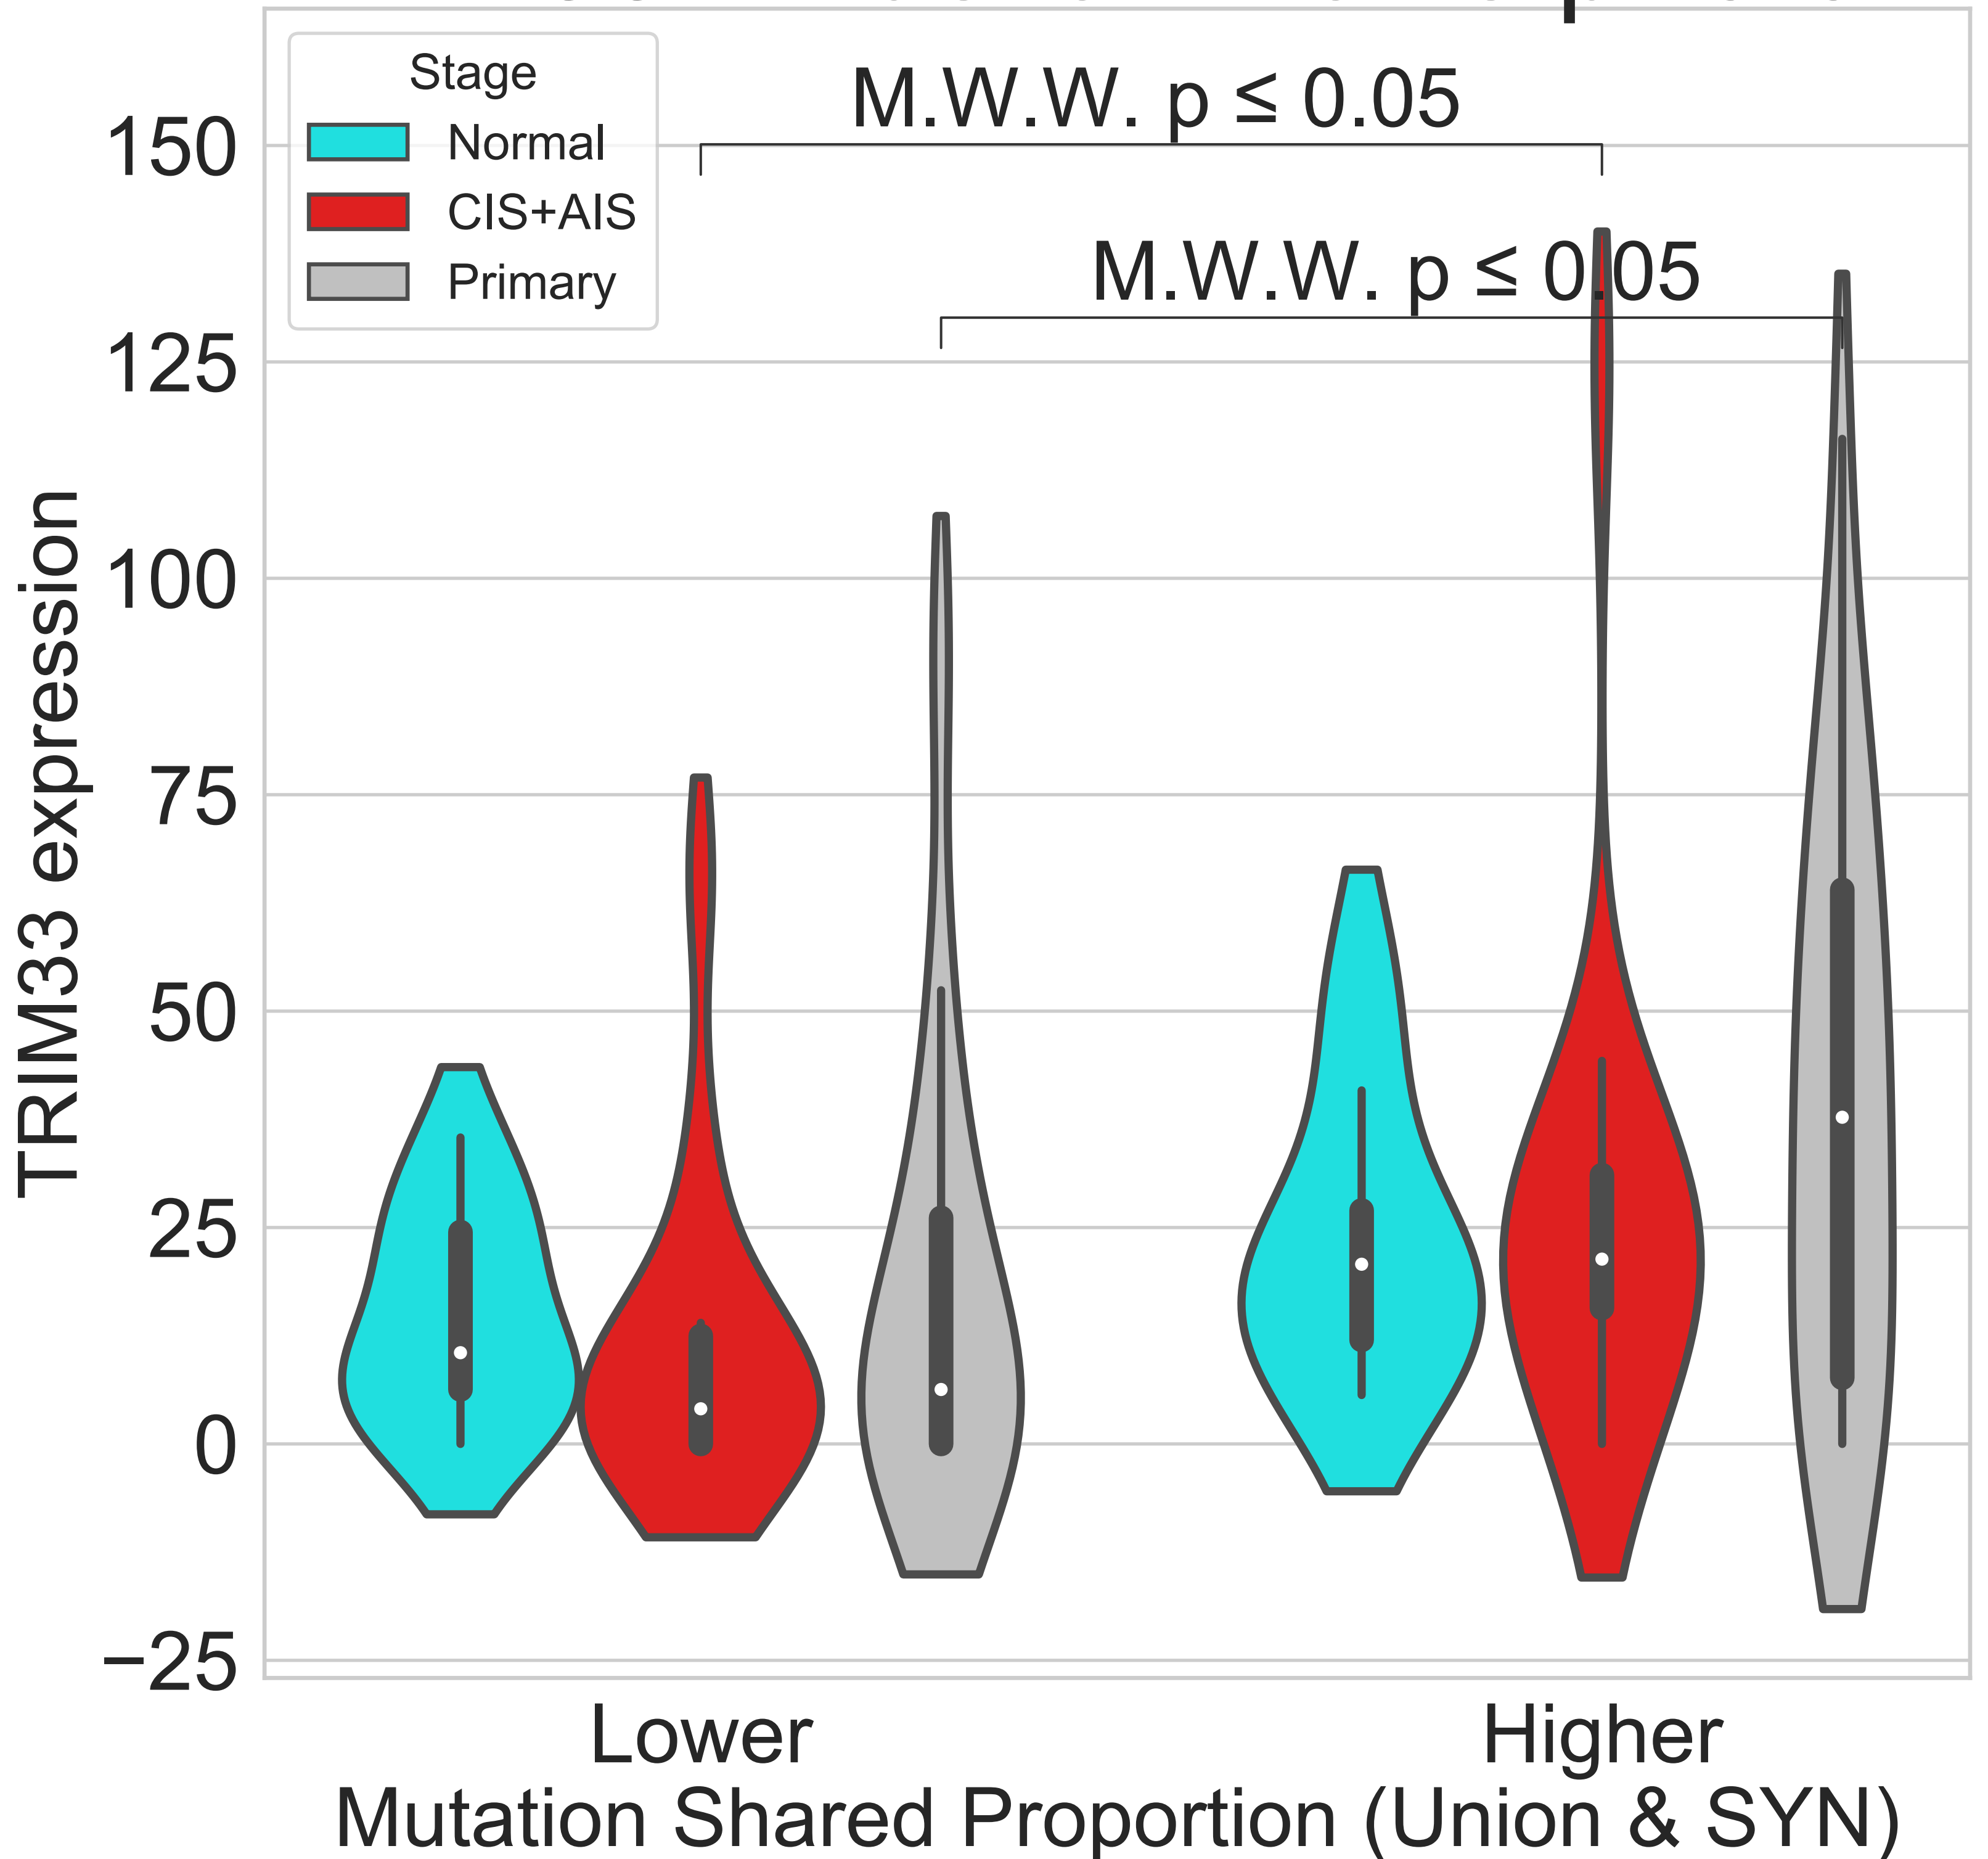 Stage
Normal
CIS+AIS
Primary
M.W.W. p ≤ 0.05
M.W.W. p ≤ 0.05
150
125
100
75
50
25
0
−25
TRIM33 expression
Lower
Higher
Mutation Shared Proportion (Union & SYN)